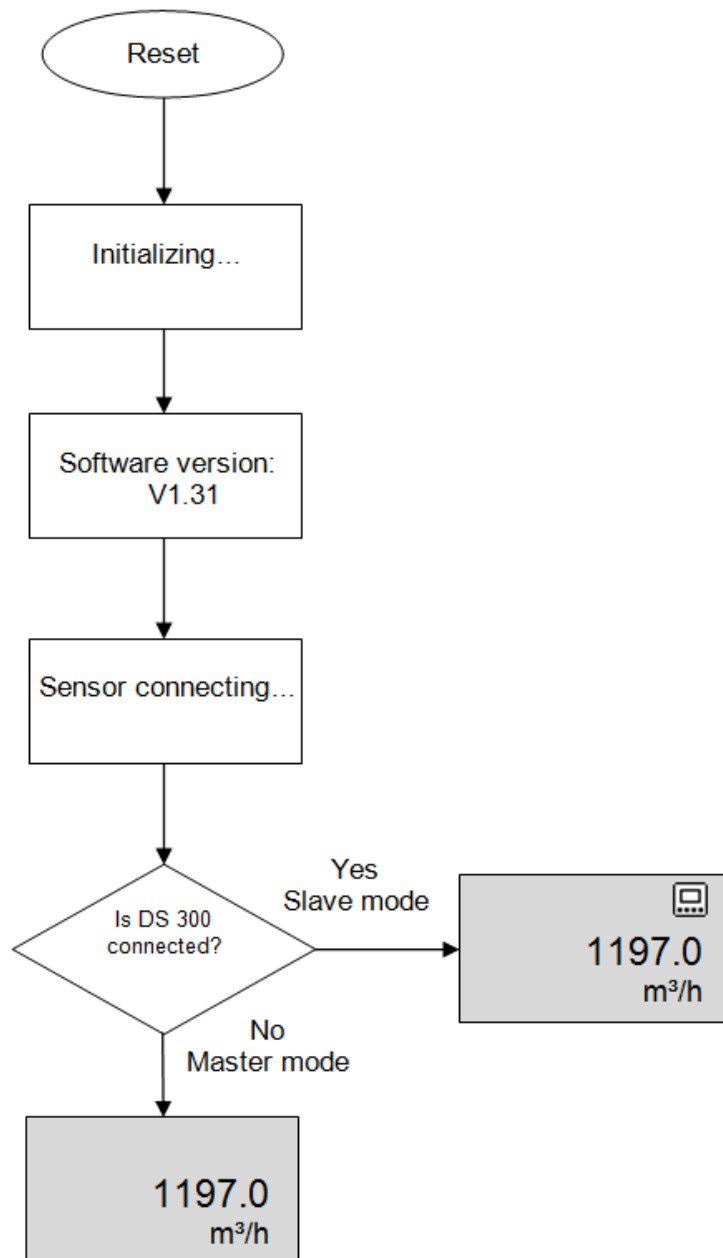 Reset
Initializing...
Software version:
V1.31
Sensor connecting...
Is DS 300
connected?
Yes
Slave mode
1197.0
m³/h
No
Master mode
1197.0
m³/h